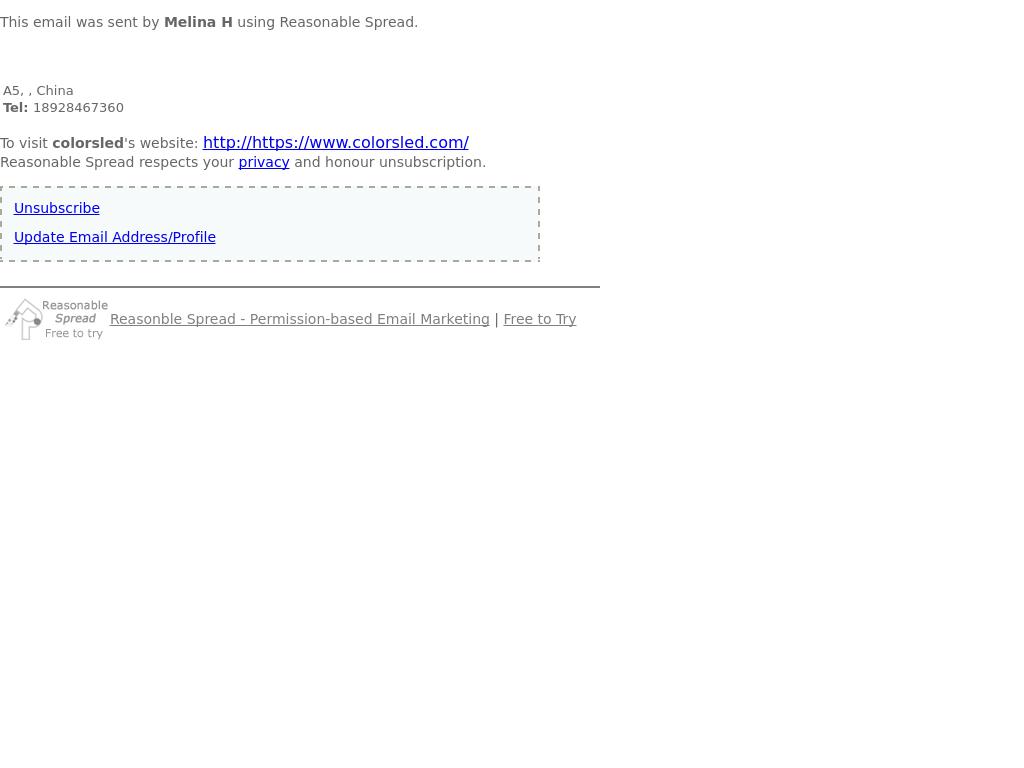 This email was sent by Melina H using Reasonable Spread.
A5, , China
Tel: 18928467360
To visit colorsled's website: http://https://www.colorsled.com/
Reasonable Spread respects your privacy and honour unsubscription.
Unsubscribe
Update Email Address/Profile
Reasonable
Spread
Free to try
Reasonble Spread - Permission-based Email Marketing | Free to Try